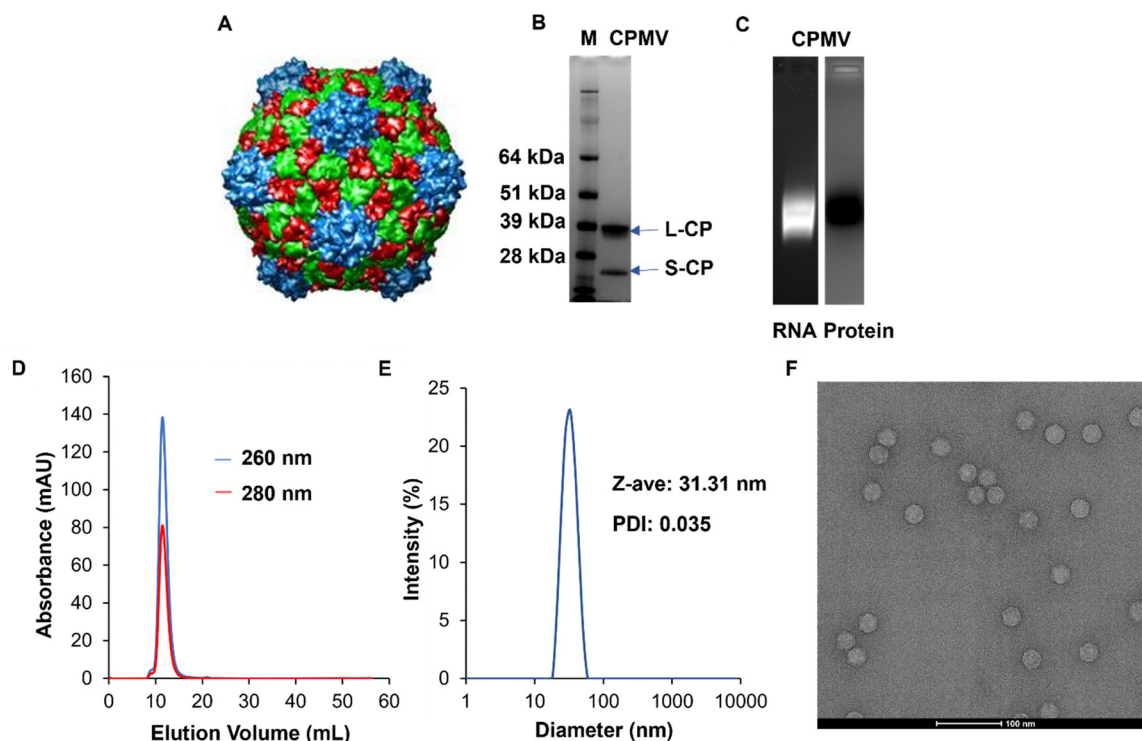 A
B
M CPMV
64 kDa
51 kDa
39 kDa
28 kDa
L-CP
S-CP
C
CPMV
RNA Protein
D
160
140
120
100
80
60
40
20
0
0 10 20 30 40 50 60
Absorbance (mAU)
Elution Volume (mL)
260 nm
280 nm
E
25
20
15
10
5
0
1 10 100 1000 10000
Intensity (%)
Diameter (nm)
Z-ave: 31.31 nm
PDI: 0.035
F
100 nm